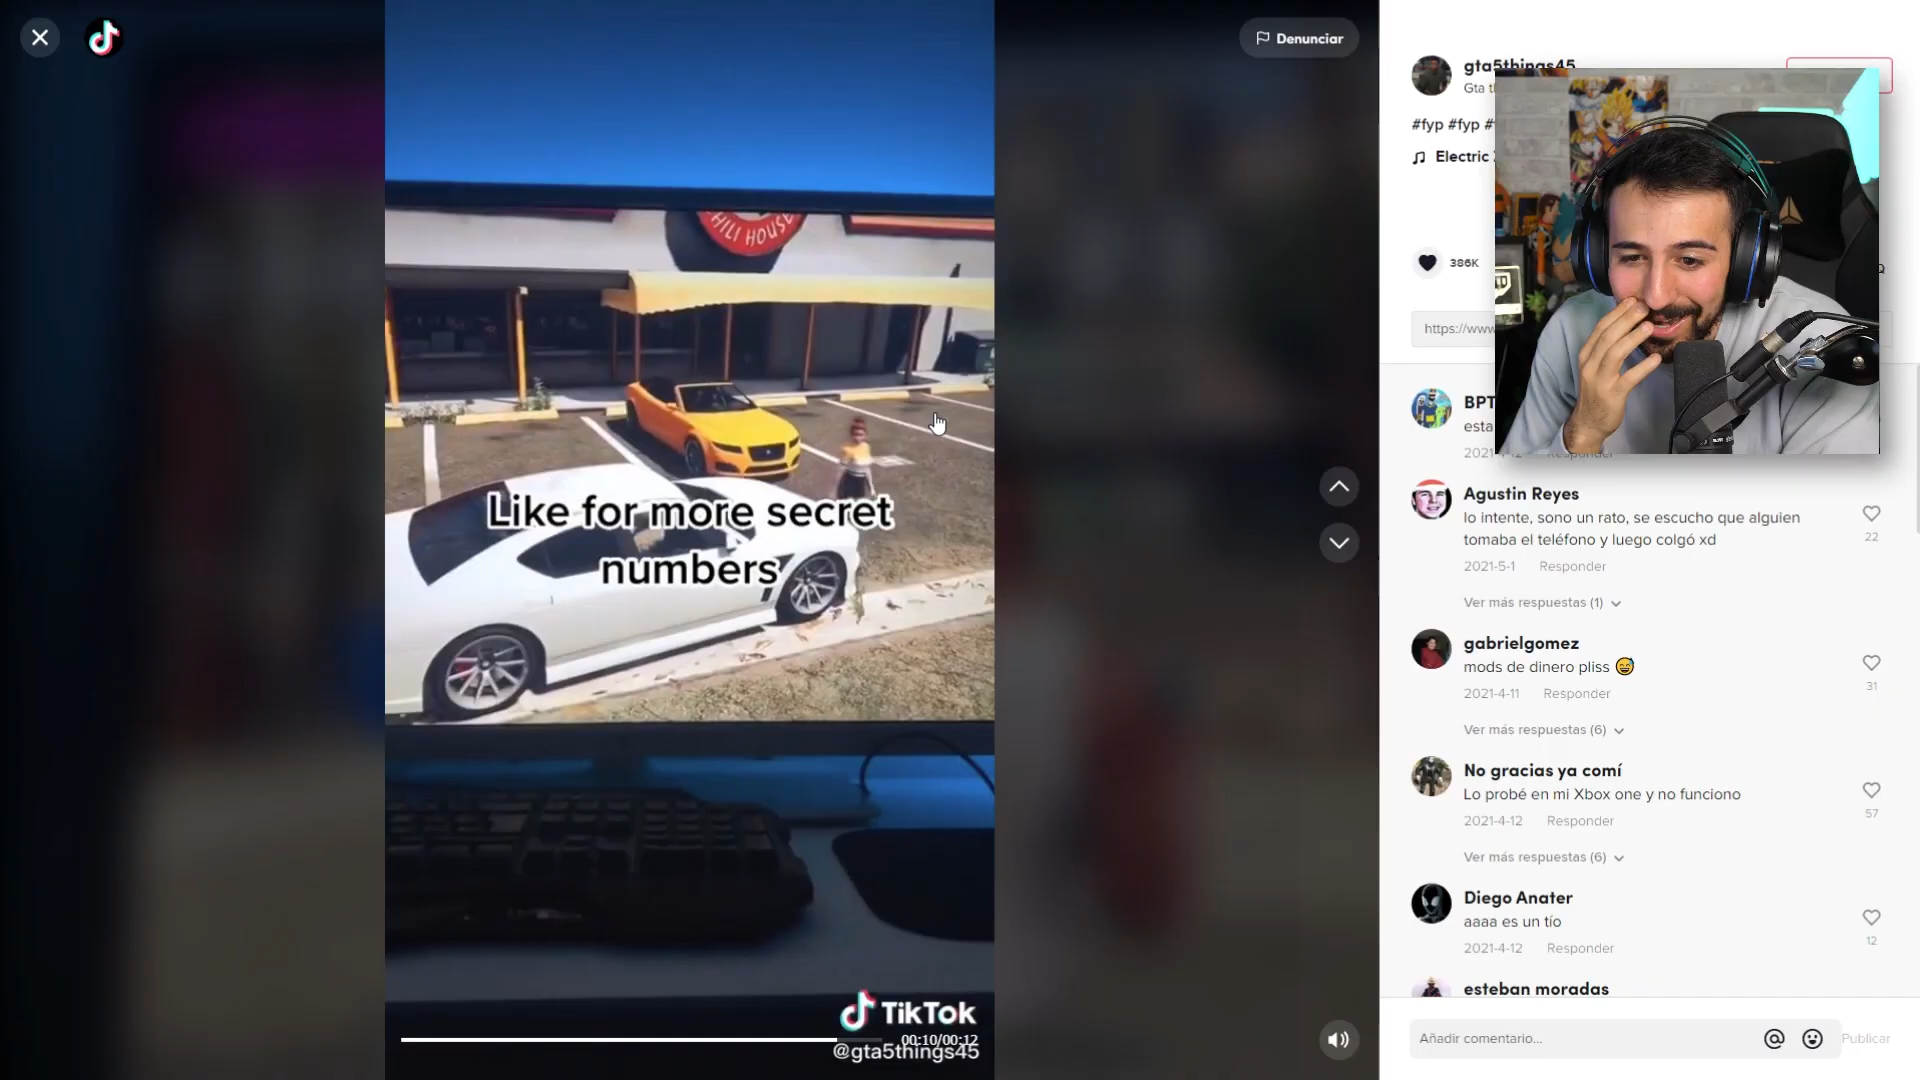 Denunciar
HILI HOUSE
Like for more secret
numbers
TikTok
00:10/00:12
@gta5things45
gta5things45
Gta
#fyp #fyp
Electric
386K
https://www
BPT
esta
Responder
Agustin Reyes
lo intente, sono un rato, se escucho que alguien
tomaba el teléfono y luego colgó xd
22
2021-5-1 Responder
Ver más respuestas (1)
gabrielgomez
mods de dinero pliss 😅
31
2021-4-11 Responder
Ver más respuestas (6)
No gracias ya comí
Lo probé en mi Xbox one y no funciono
57
2021-4-12 Responder
Ver más respuestas (6)
Diego Anater
aaaa es un tío
12
2021-4-12 Responder
esteban moradas
Añadir comentario...
Publicar